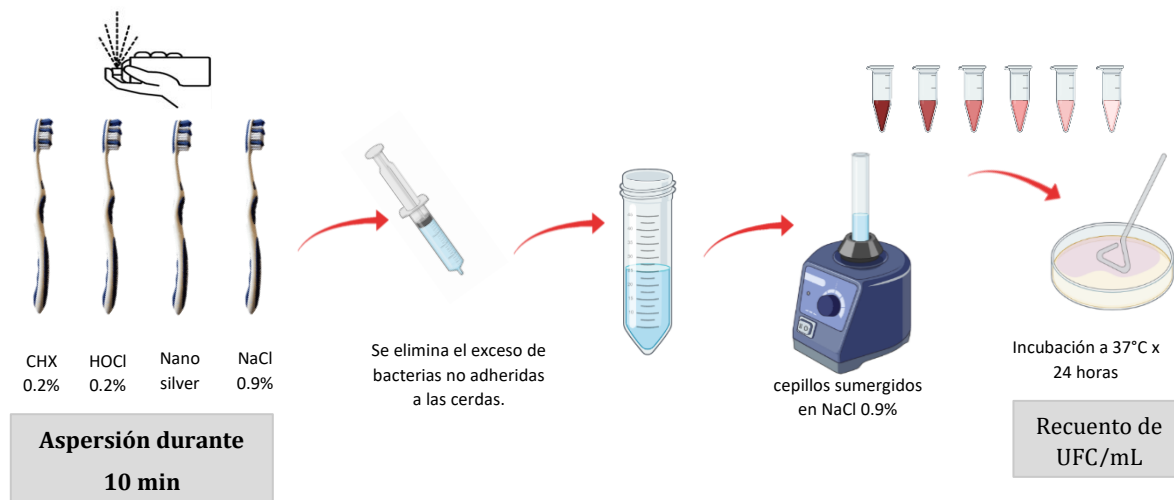 CHX
0.2%
HOCl
0.2%
Nano
silver
NaCl
0.9%
Aspersión durante
10 min
Se elimina el exceso de
bacterias no adheridas
a las cerdas.
cepillos sumergidos
en NaCl 0.9%
Incubación a 37°C x
24 horas
Recuento de
UFC/mL